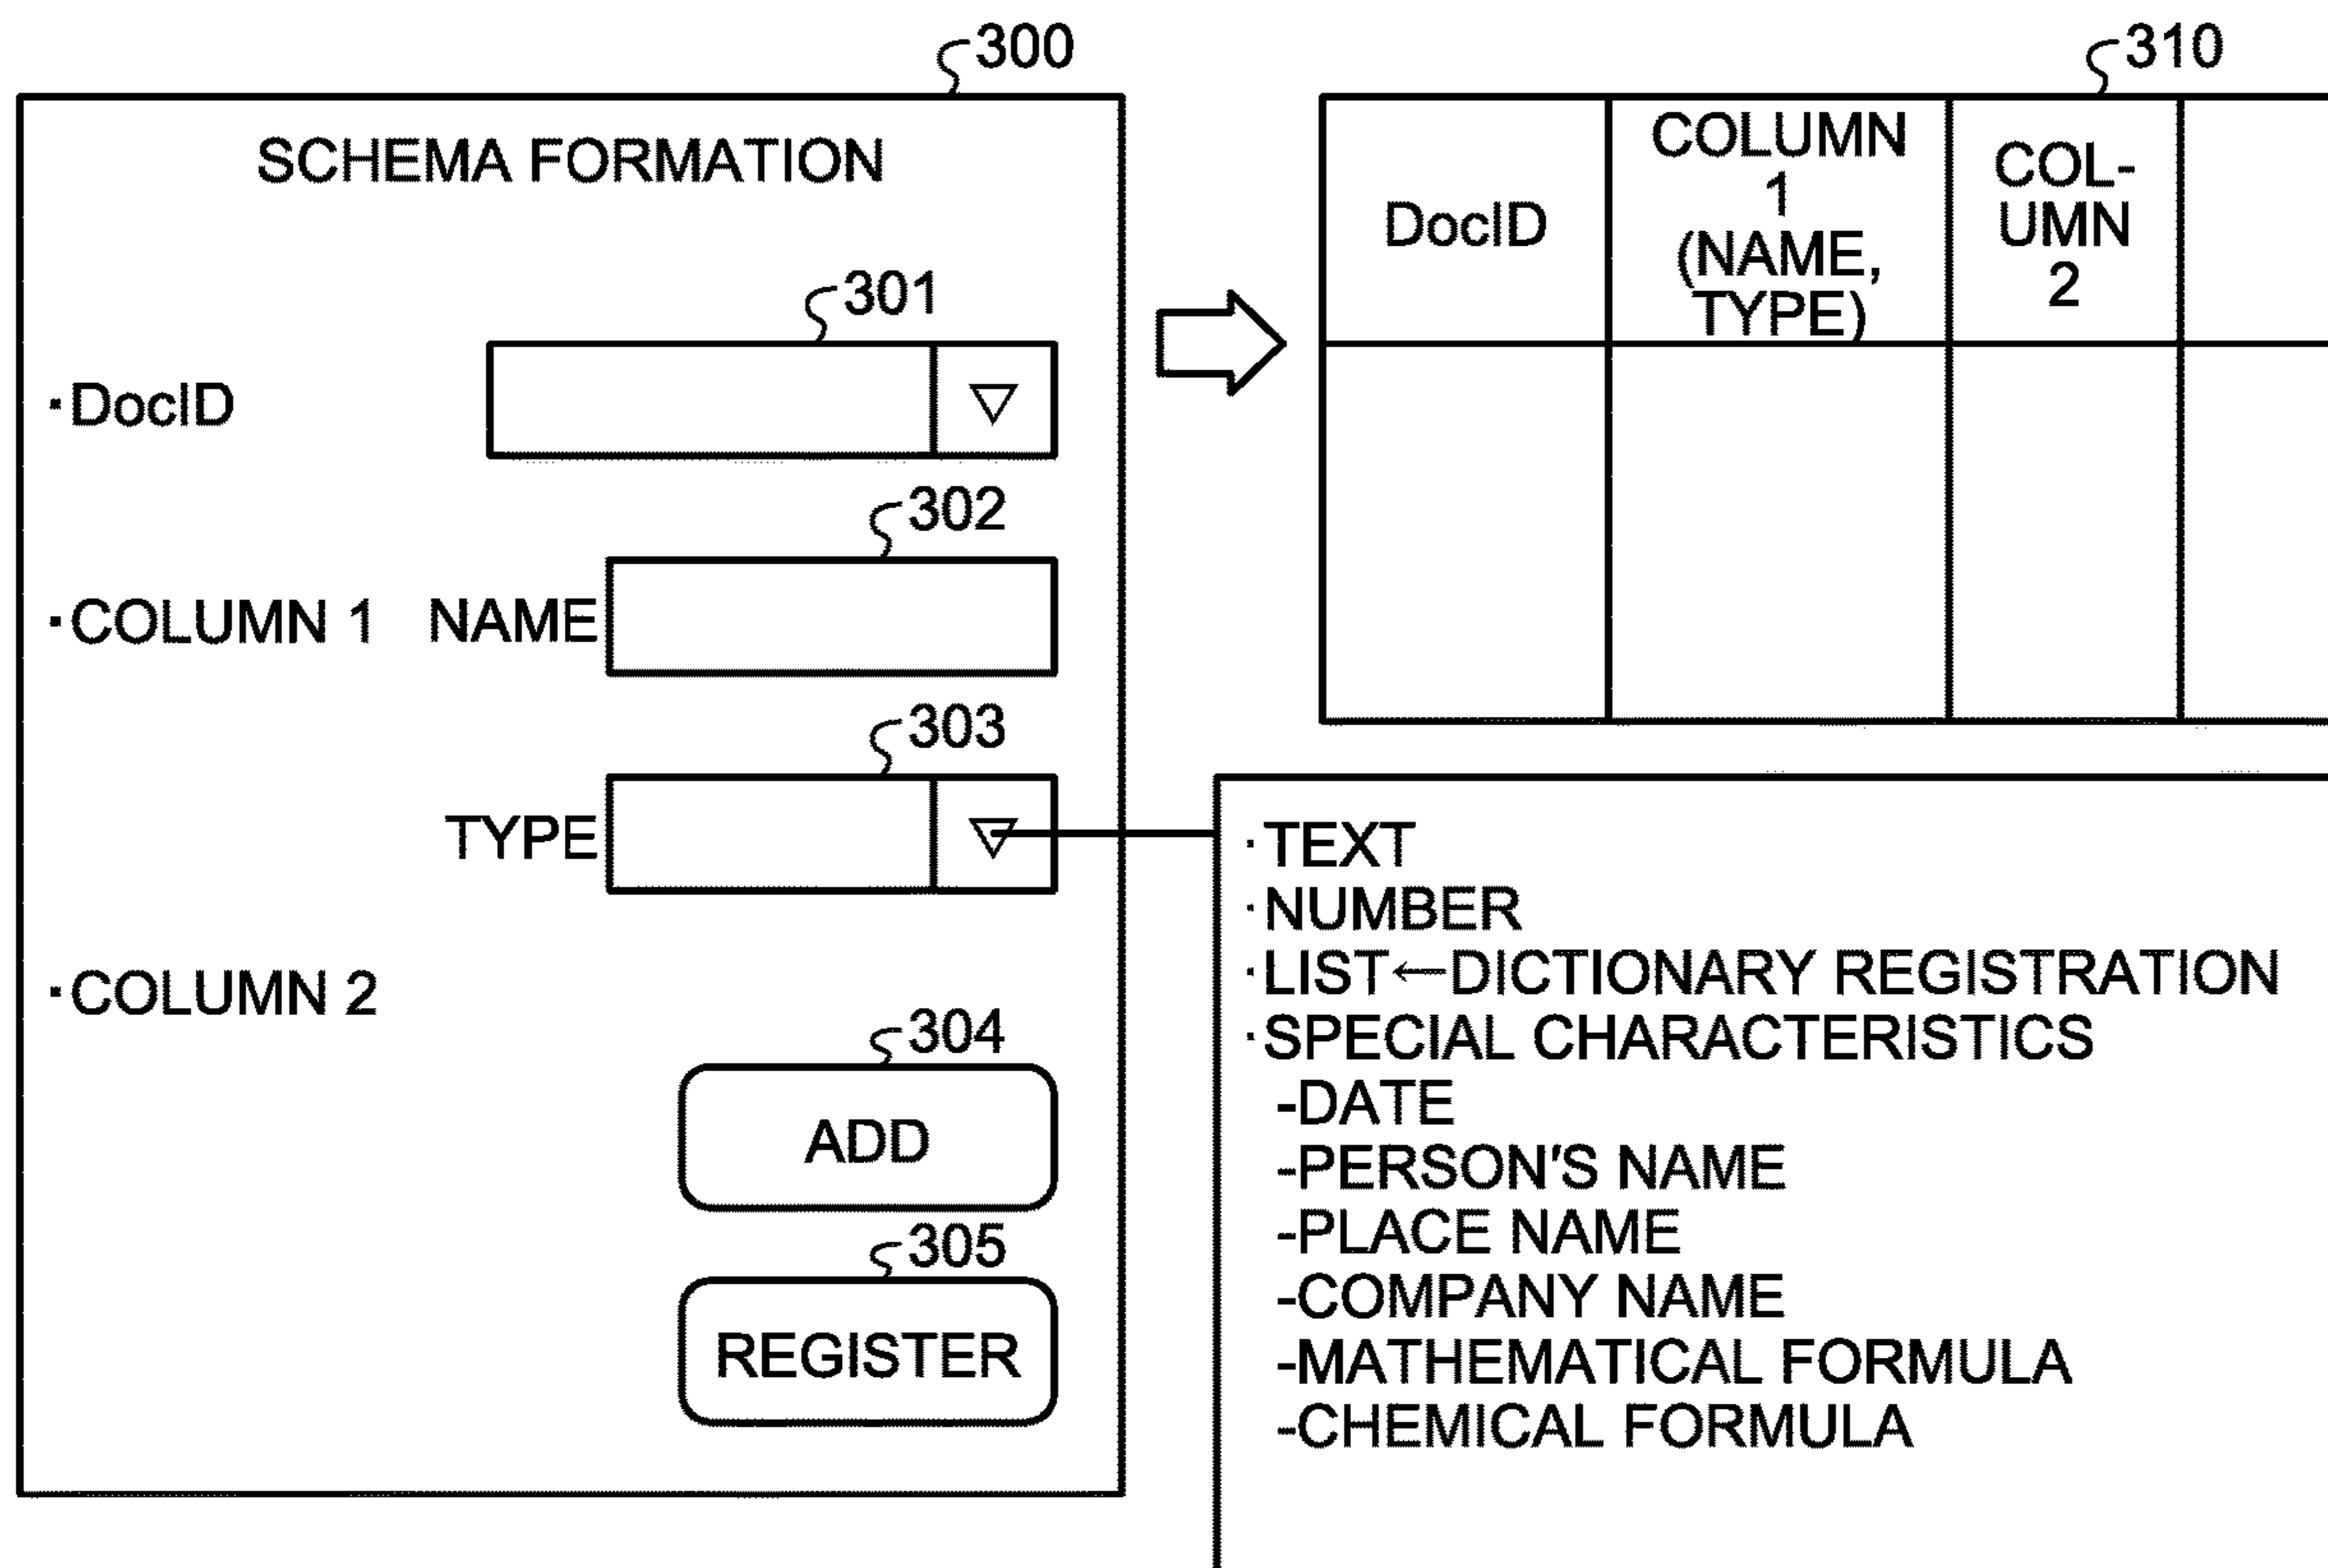 300
SCHEMA FORMATION
301
·DocID
302
·COLUMN 1 NAME
303
TYPE
·COLUMN 2
304
ADD
305
REGISTER
310
DocID
COLUMN
1
(NAME,
TYPE)
COL-
UMN
2
·TEXT
·NUMBER
·LIST←DICTIONARY REGISTRATION
·SPECIAL CHARACTERISTICS
-DATE
-PERSON'S NAME
-PLACE NAME
-COMPANY NAME
-MATHEMATICAL FORMULA
-CHEMICAL FORMULA